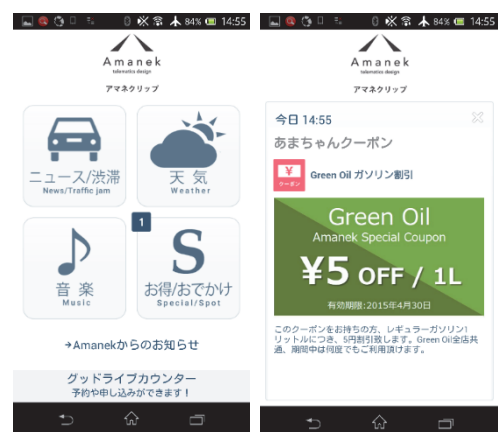 84% 14:55
Amanek
telematics design
アマネクリップ
ニュース/渋滞
News/Traffic jam
天気
Weather
1
音楽
Music
S
お得/おでかけ
Special/Spot
→Amanekからのお知らせ
グッドライブカウンター
予約や申し込みができます！
84% 14:55
Amanek
telematics design
アマネクリップ
今日 14:55
あまちゃんクーポン
¥
クーポン
Green Oil ガソリン割引
Green Oil
Amanek Special Coupon
¥5 OFF / 1L
有効期限:2015年4月30日
このクーポンをお持ちの方、レギュラーガソリン1
リットルにつき、5円割引致します。Green Oil全店共
通、期間中は何度でもご利用頂けます。